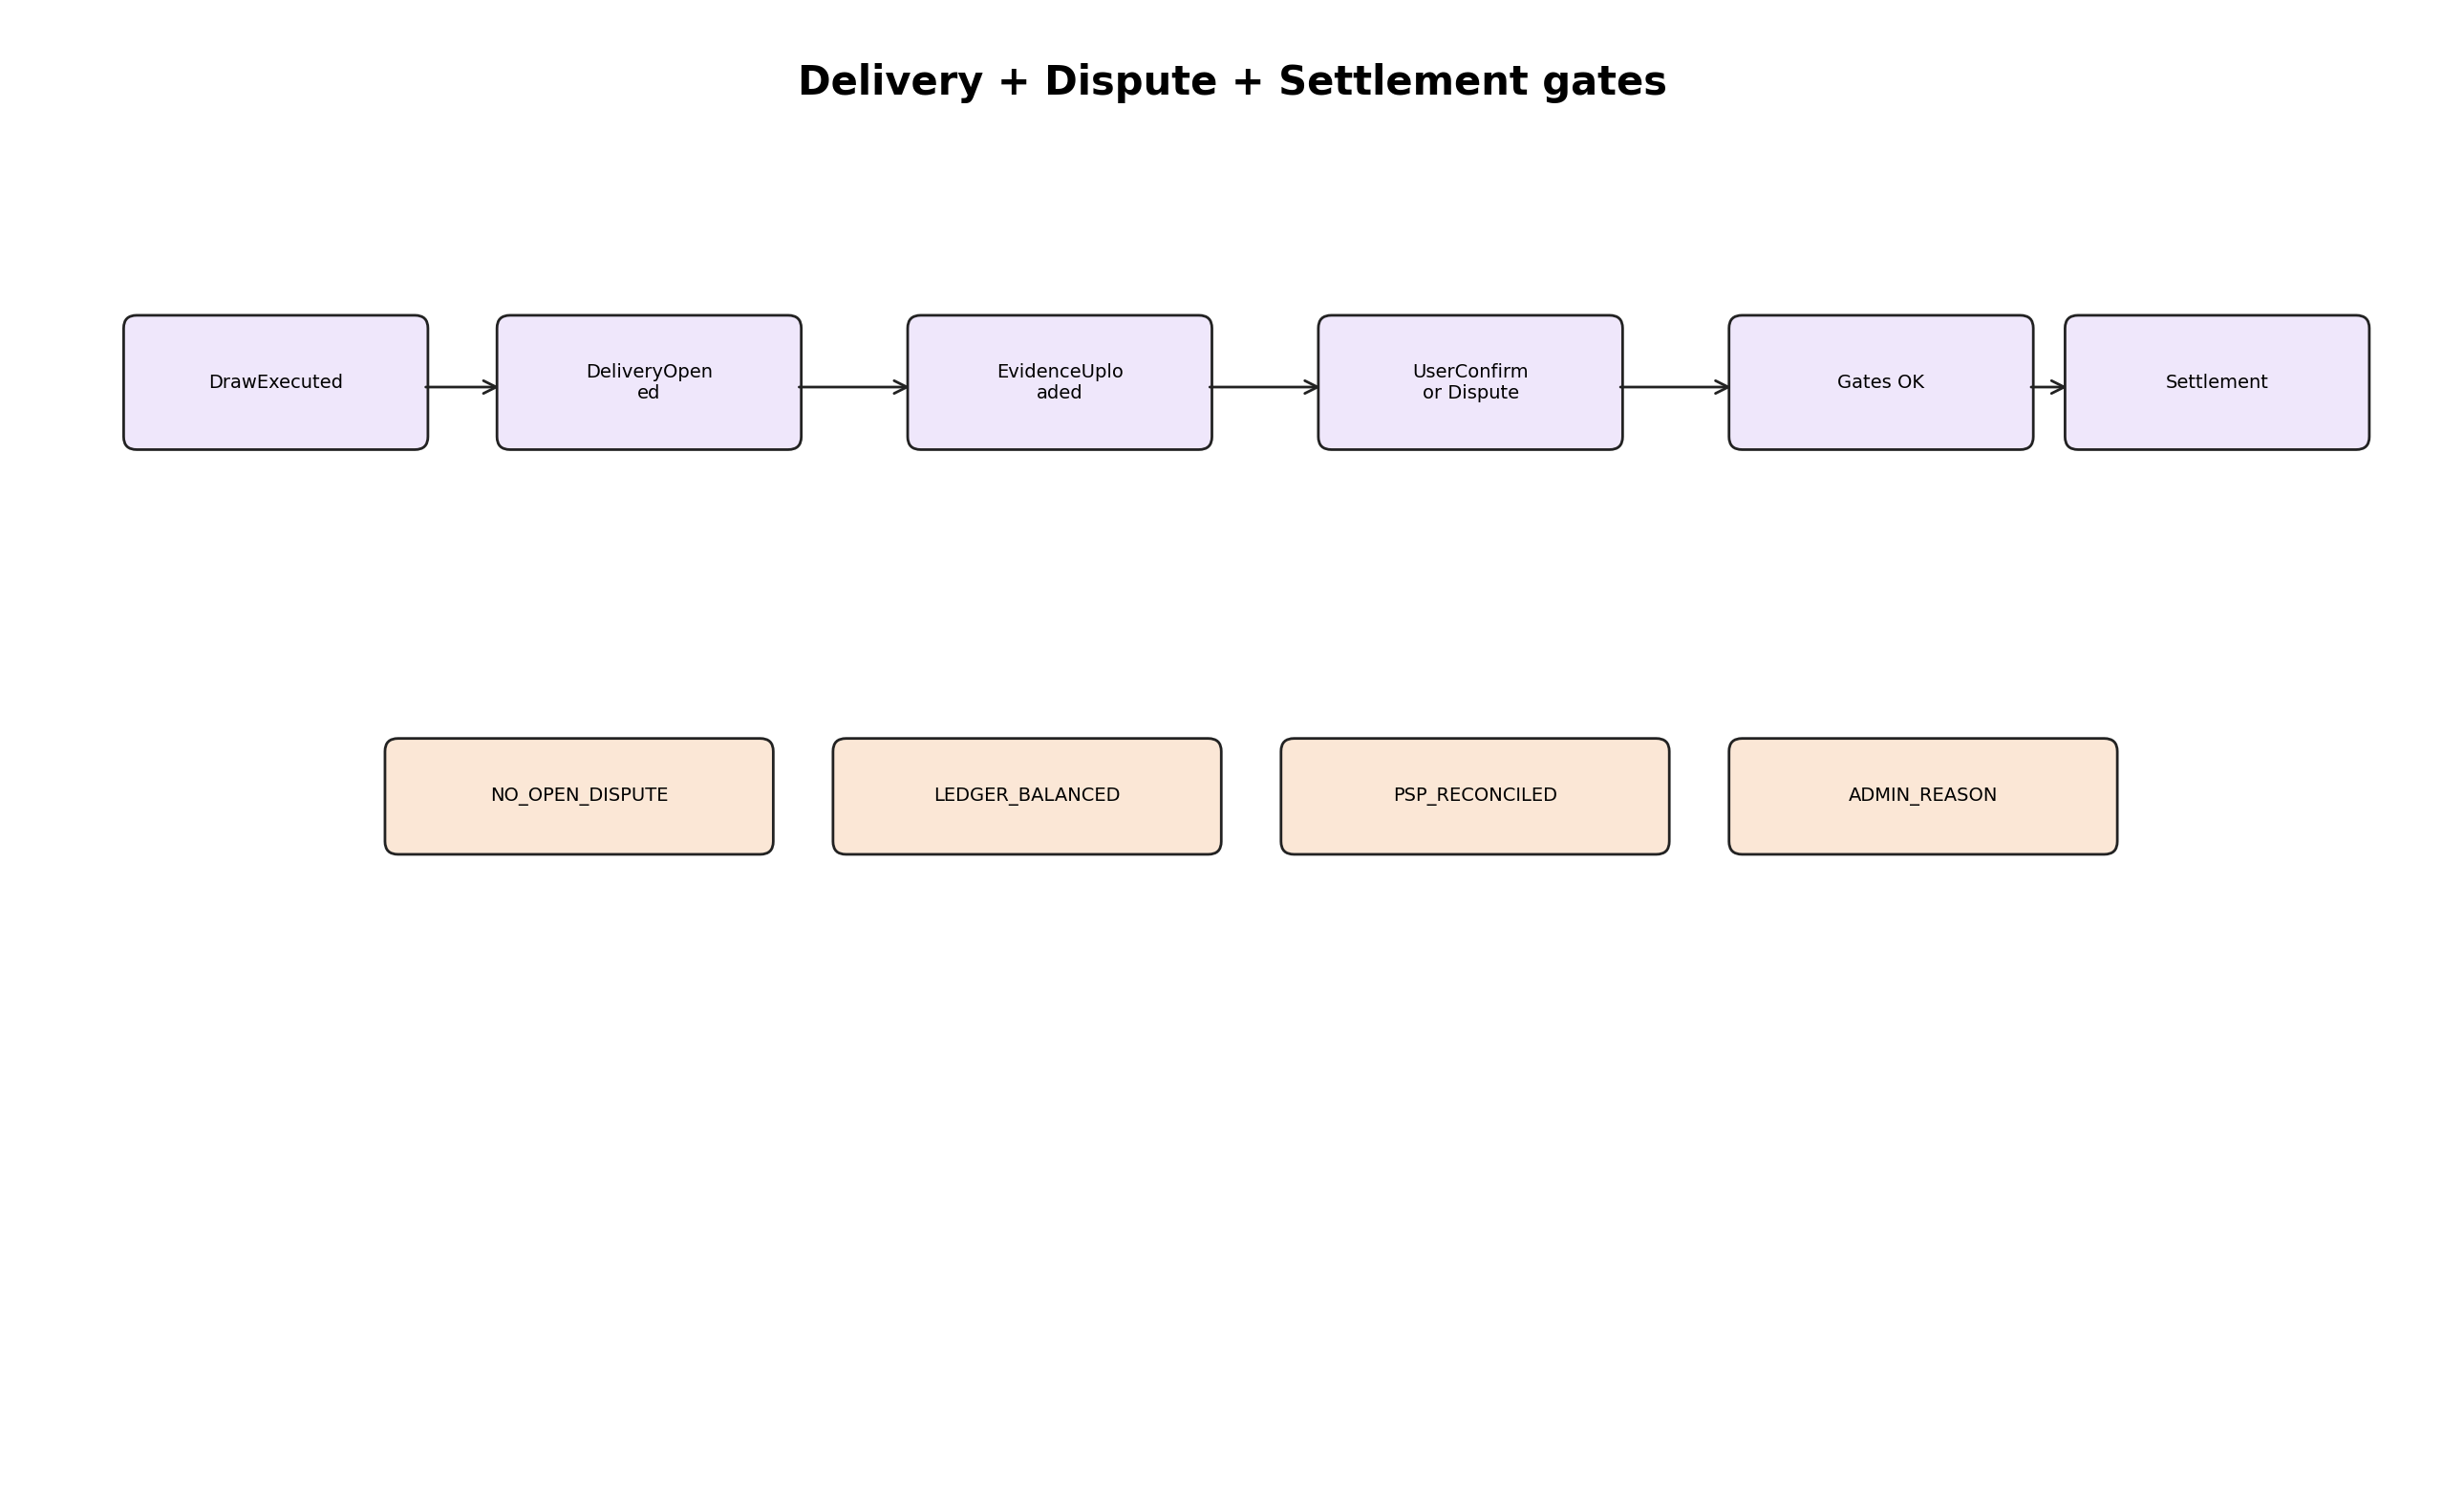 Delivery + Dispute + Settlement gates
DrawExecuted
DeliveryOpen
ed
EvidenceUplo
aded
UserConfirm
or Dispute
Gates OK
Settlement
NO_OPEN_DISPUTE
LEDGER_BALANCED
PSP_RECONCILED
ADMIN_REASON